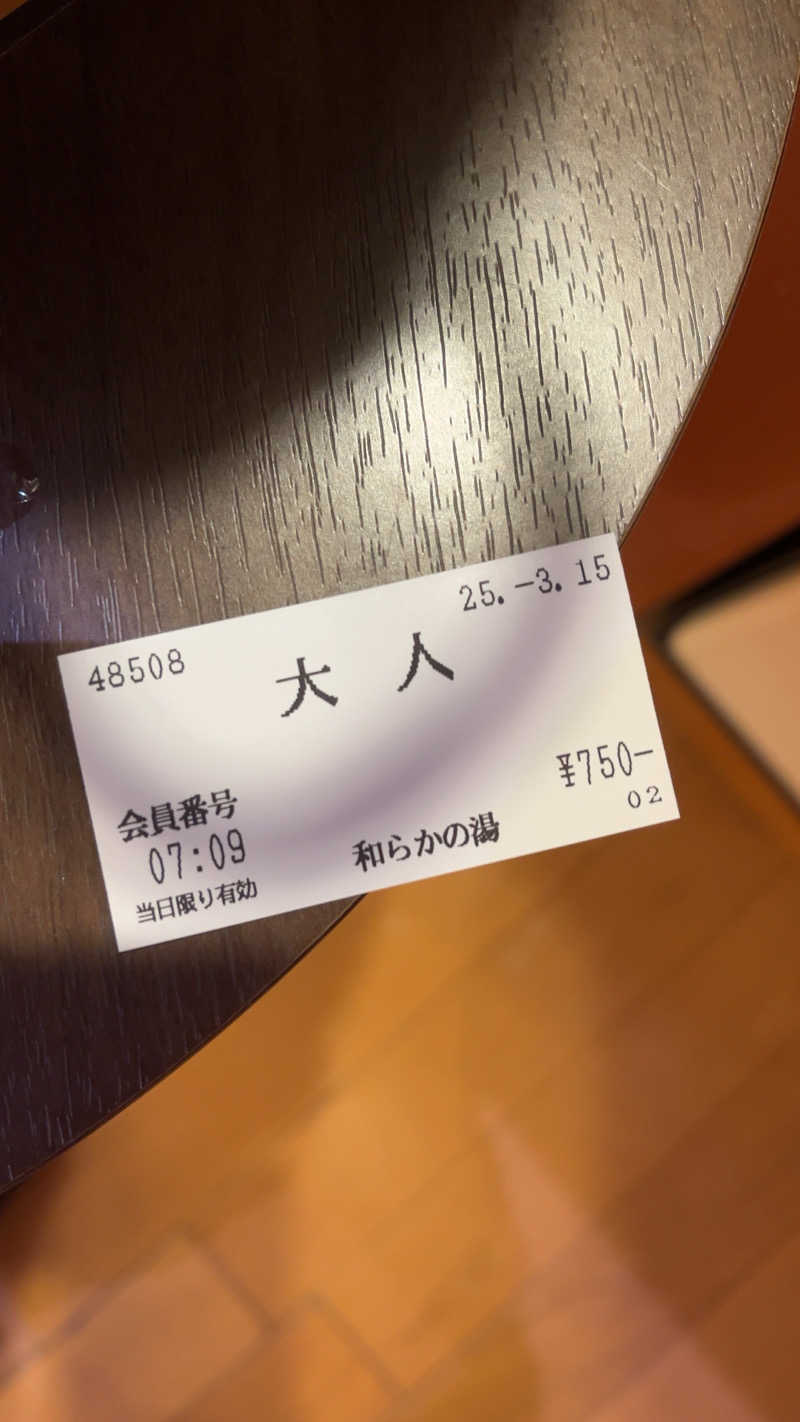 48508 25.-3.15
大人
¥750-
会員番号 02
07:09 和らかの湯
当日限り有効